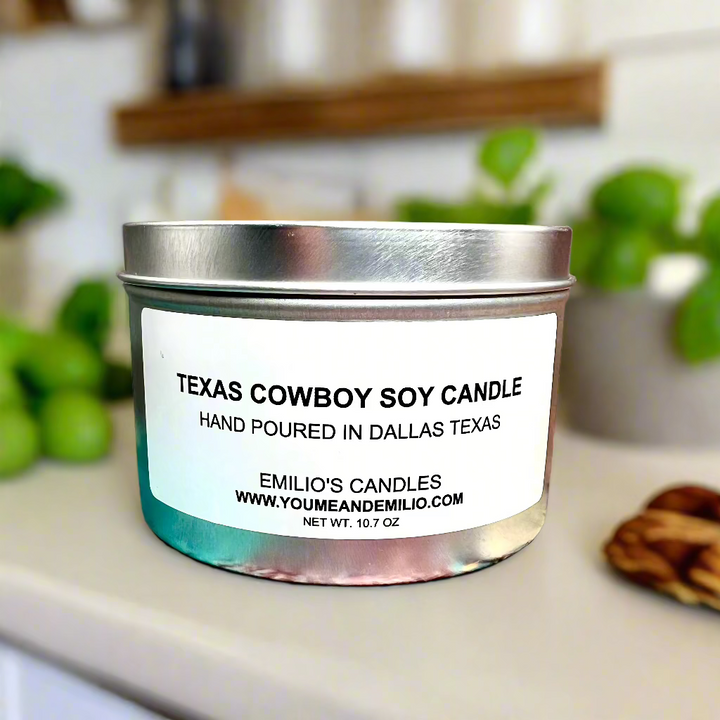 TEXAS COWBOY SOY CANDLE
HAND POURED IN DALLAS TEXAS
EMILIO'S CANDLES
WWW.YOUMEANDEMILIO.COM
NET WT. 10.7 OZ